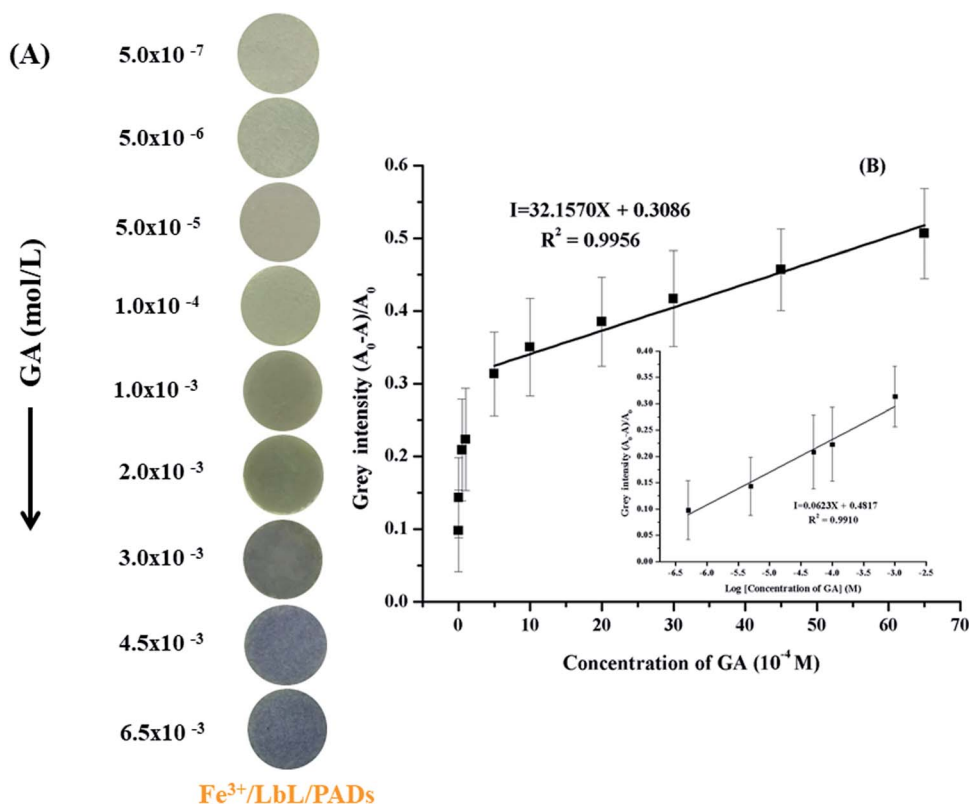 (A)
GA (mol/L)
5.0x10 ⁻⁷
5.0x10 ⁻⁶
5.0x10 ⁻⁵
1.0x10 ⁻⁴
1.0x10 ⁻³
2.0x10 ⁻³
3.0x10 ⁻³
4.5x10 ⁻³
6.5x10 ⁻³
Fe³⁺/LbL/PADs
(B)
I=32.1570X + 0.3086
R² = 0.9956
Grey intensity (A₀-A)/A₀
0.6
0.5
0.4
0.3
0.2
0.1
0.0
0 10 20 30 40 50 60 70
Concentration of GA (10⁻⁴ M)
Grey intensity (A₀-A)/A₀
0.40
0.35
0.30
0.25
0.20
0.15
0.10
0.05
0.00
I=0.0623X + 0.4817
R² = 0.9910
-6.5 -6.0 -5.5 -5.0 -4.5 -4.0 -3.5 -3.0 -2.5
Log [Concentration of GA] (M)